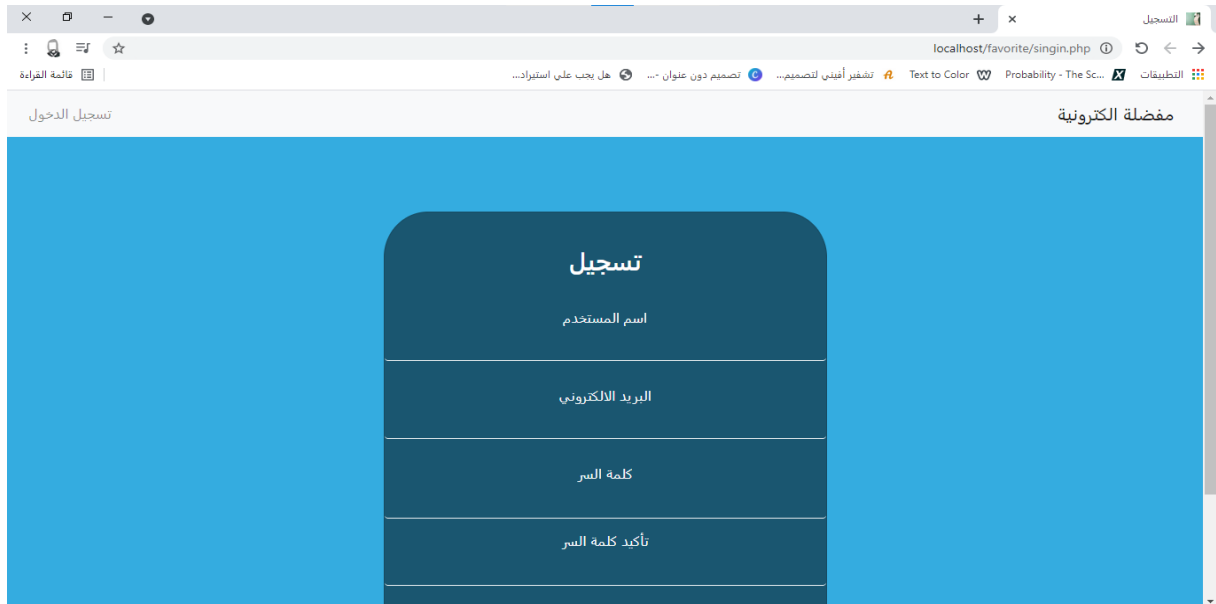 التسجيل
localhost/favorite/singin.php
التطبيقات
Probability - The Sc...
Text to Color
تشفير أفيني لتصميم...
تصميم دون عنوان -...
هل يجب علي استيراد...
قائمة القراءة
مفضلة الكترونية
تسجيل الدخول
تسجيل
اسم المستخدم
البريد الالكتروني
كلمة السر
تأكيد كلمة السر